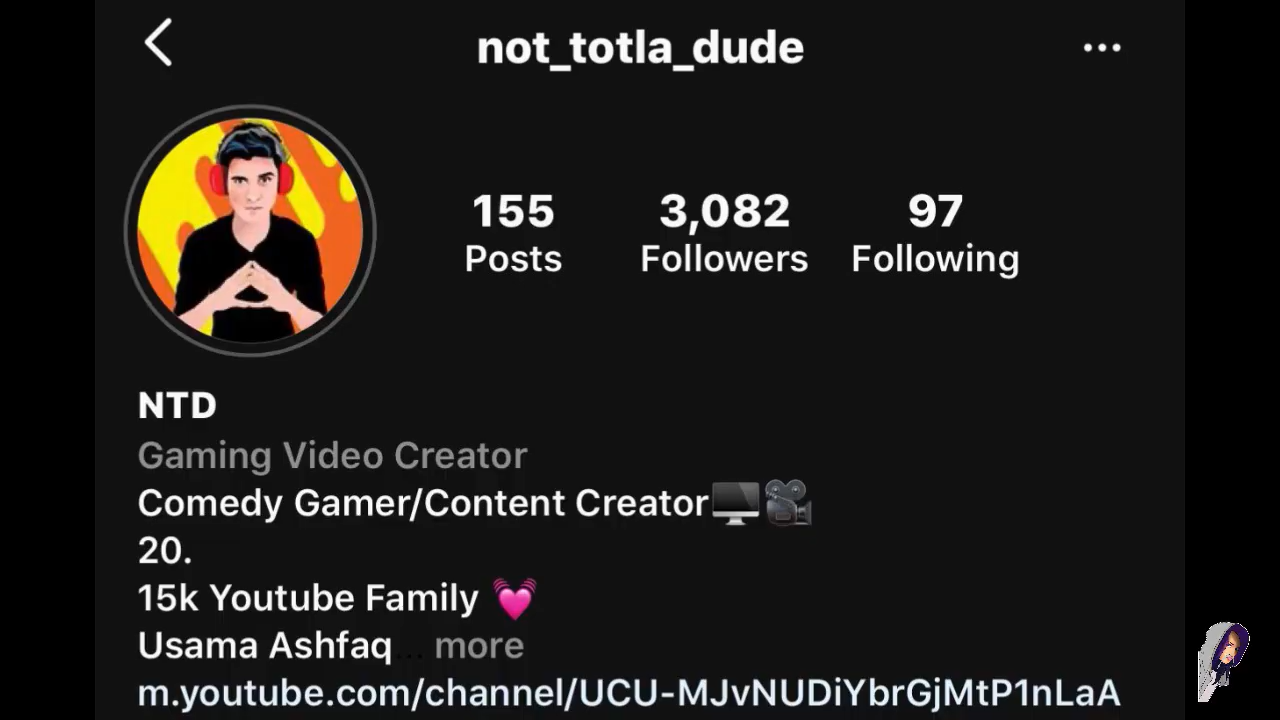 not_totla_dude
155 3,082 97
Posts Followers Following
NTD
Gaming Video Creator
Comedy Gamer/Content Creator🖥️🎥
20.
15k Youtube Family 💓
Usama Ashfaq... more
m.youtube.com/channel/UCU-MJvNUDiYbrGjMtP1nLaA